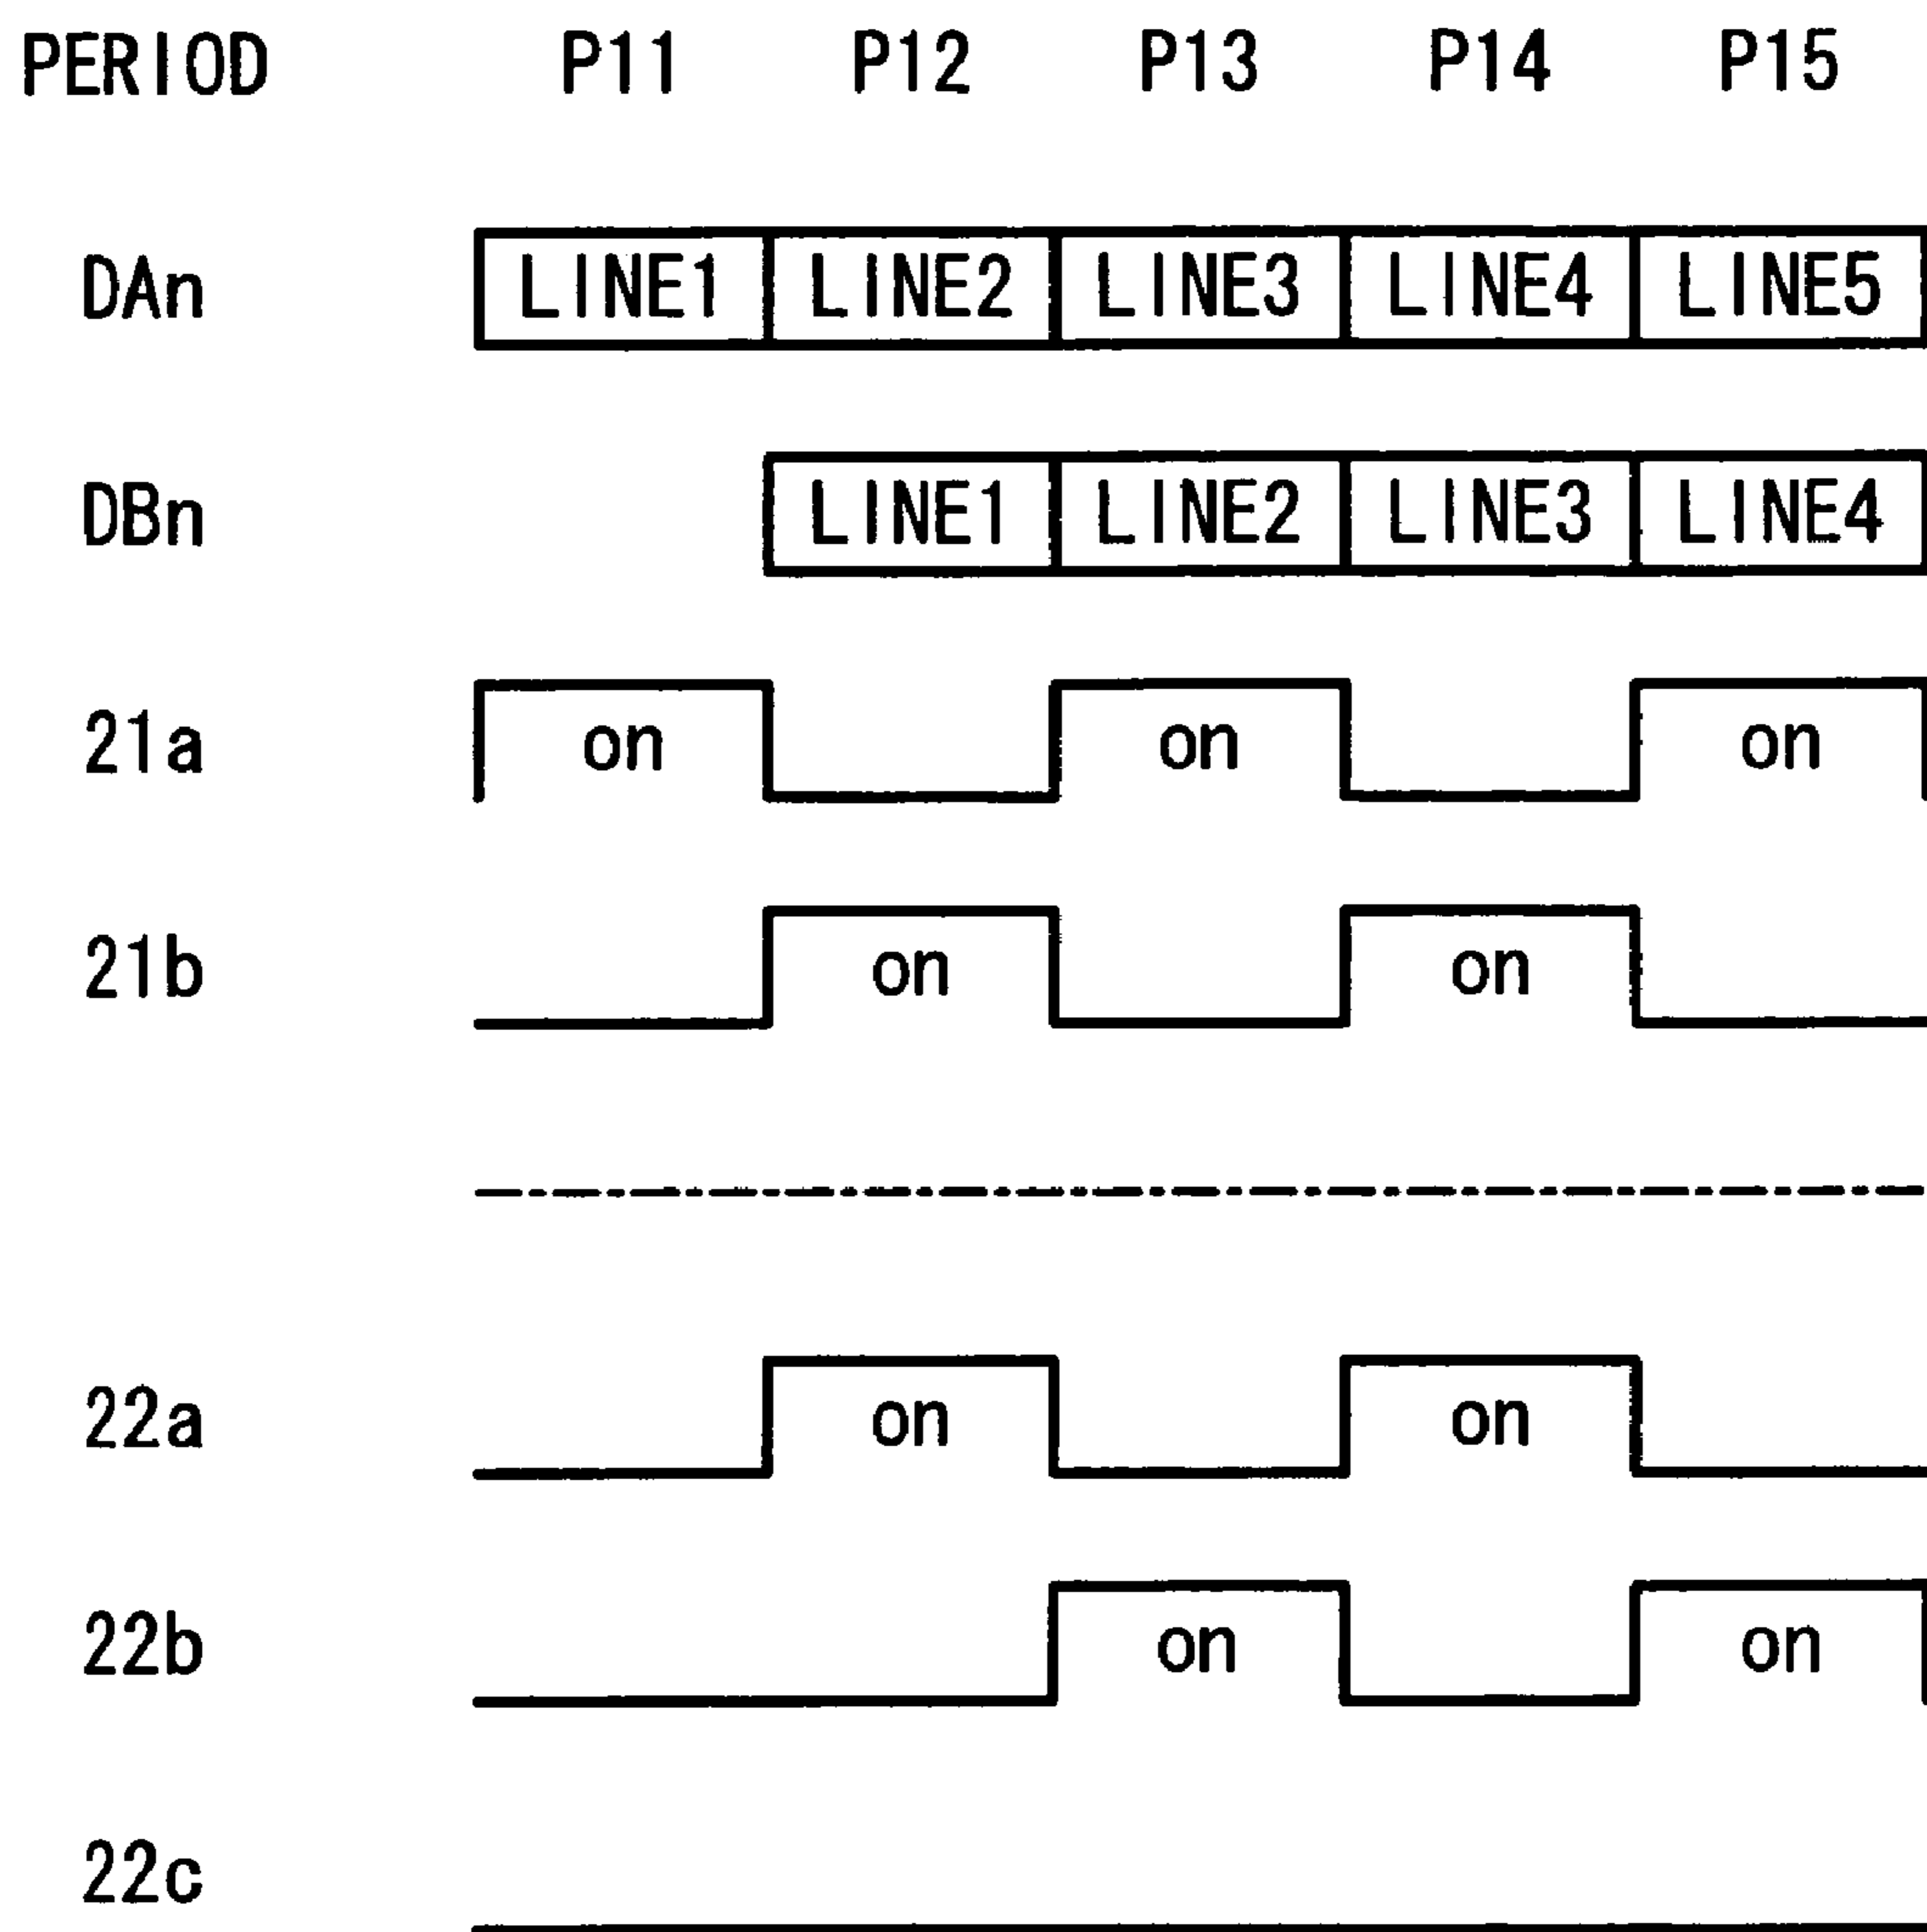 PERIOD P11 P12 P13 P14 P15
DAn LINE1 LINE2 LINE3 LINE4 LINE5
DBn LINE1 LINE2 LINE3 LINE4
21a on on on
21b on on
22a on on
22b on on
22c